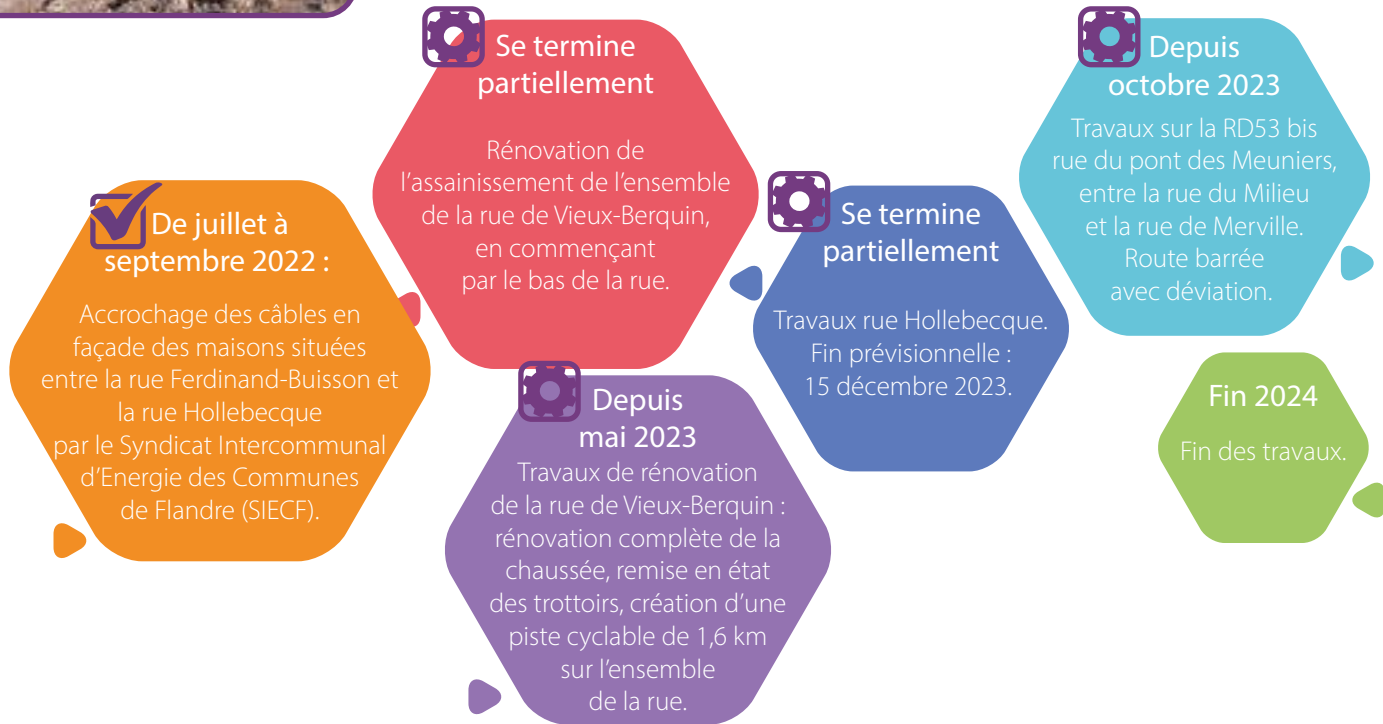 De juillet à
septembre 2022 :
Accrochage des câbles en
façade des maisons situées
entre la rue Ferdinand-Buisson et
la rue Hollebecque
par le Syndicat Intercommunal
d’Energie des Communes
de Flandre (SIECF).
Se termine
partiellement
Rénovation de
l’assainissement de l’ensemble
de la rue de Vieux-Berquin,
en commençant
par le bas de la rue.
Depuis
mai 2023
Travaux de rénovation
de la rue de Vieux-Berquin :
rénovation complète de la
chaussée, remise en état
des trottoirs, création d’une
piste cyclable de 1,6 km
sur l’ensemble
de la rue.
Se termine
partiellement
Travaux rue Hollebecque.
Fin prévisionnelle :
15 décembre 2023.
Depuis
octobre 2023
Travaux sur la RD53 bis
rue du pont des Meuniers,
entre la rue du Milieu
et la rue de Merville.
Route barrée
avec déviation.
Fin 2024
Fin des travaux.